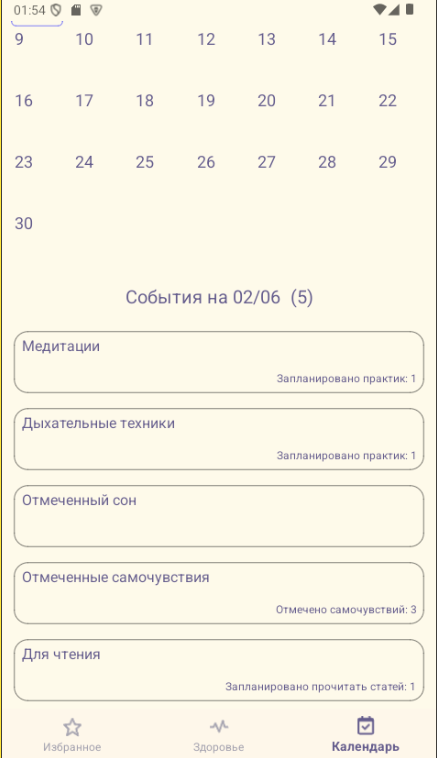 01:54
9 10 11 12 13 14 15
16 17 18 19 20 21 22
23 24 25 26 27 28 29
30
События на 02/06 (5)
Медитации
Запланировано практик: 1
Дыхательные техники
Запланировано практик: 1
Отмеченный сон
Отмеченные самочувствия
Отмечено самочувствий: 3
Для чтения
Запланировано прочитать статей: 1
Избранное Здоровье Календарь